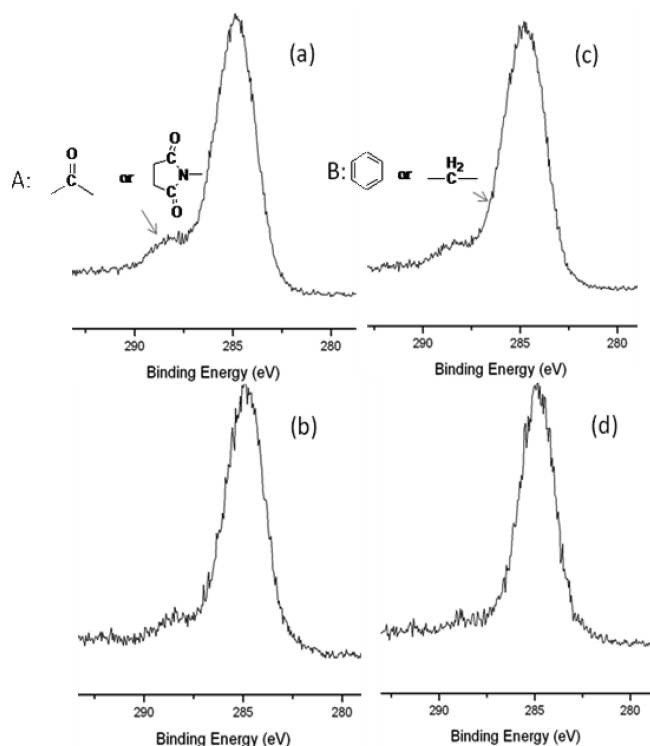 (a)
O
C
A:
or
O
C
N
C
O
290 285 280
Binding Energy (eV)
(c)
B:
or
H2
C
290 285 280
Binding Energy (eV)
(b)
290 285 280
Binding Energy (eV)
(d)
290 285 280
Binding Energy (eV)